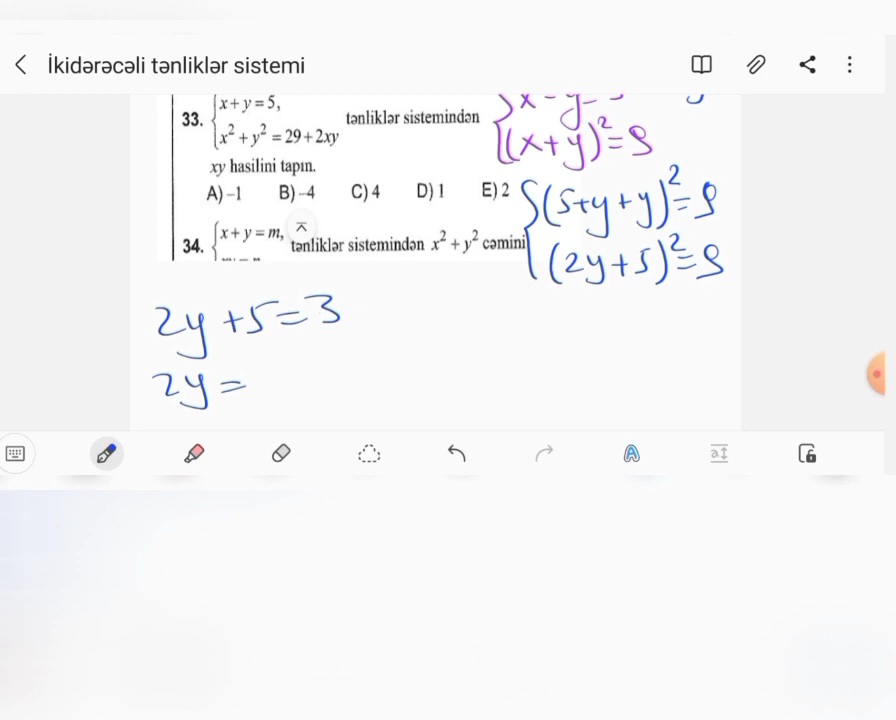 İkidərəcəli tənliklər sistemi
33. x+y=5,
x²+y²=29+2xy
tənliklər sistemindən
xy hasilini tapın.
A) –1 B) –4 C) 4 D) 1 E) 2
34. x+y=m,
tənliklər sistemindən x²+y² cəmini
(x+y)²=9
(5+y+y)²=9
(2y+5)²=9
2y+5=3
2y=